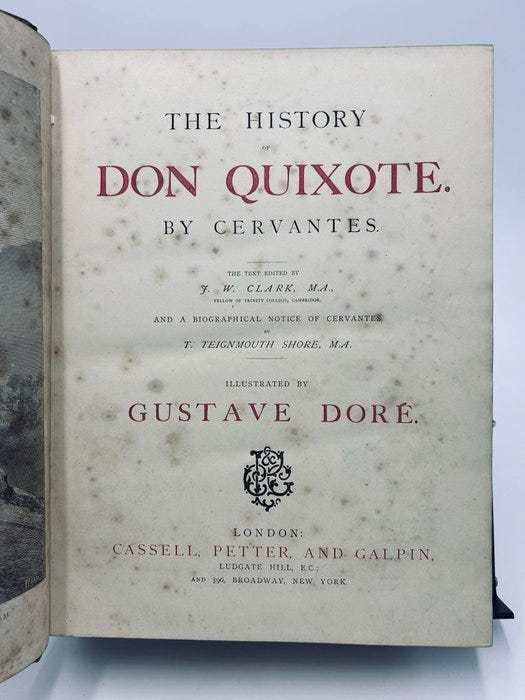 THE HISTORY
OF
DON QUIXOTE.
BY CERVANTES.
THE TEXT EDITED BY
J. W. CLARK, M.A.,
FELLOW OF TRINITY COLLEGE, CAMBRIDGE.
AND A BIOGRAPHICAL NOTICE OF CERVANTES,
BY
T. TEIGNMOUTH SHORE, M.A.
ILLUSTRATED BY
GUSTAVE DORÉ.
LONDON:
CASSELL, PETTER, AND GALPIN,
LUDGATE HILL, E.C.;
AND 596, BROADWAY, NEW YORK.